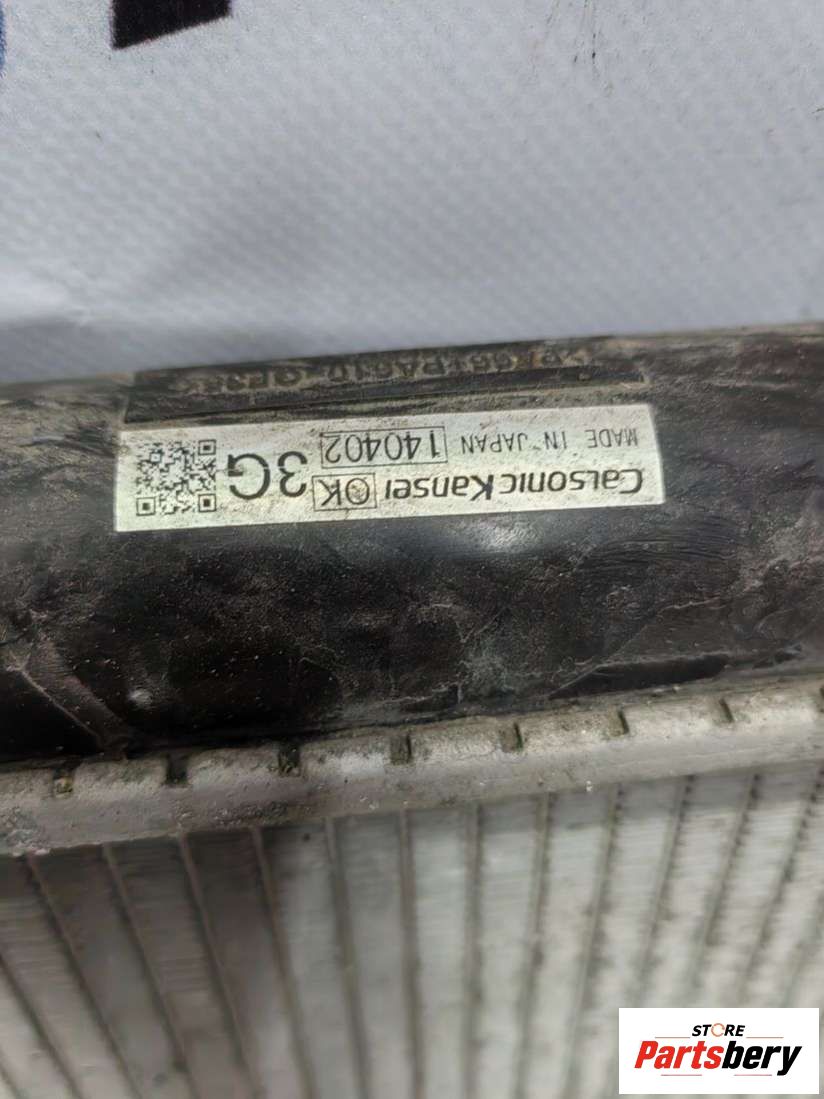 CalsonicKansei OK 3G
MADE IN JAPAN 140402
STORE
Partsbery